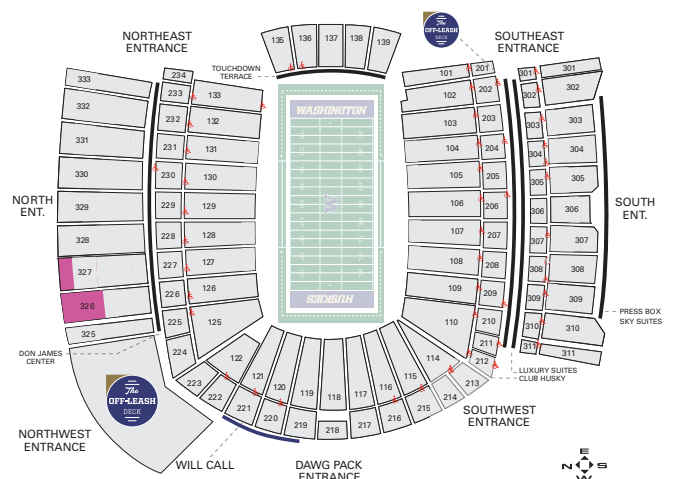 NORTHEAST
ENTRANCE
135
136
137
138
139
The
OFF-LEASH
DECK
SOUTHEAST
ENTRANCE
TOUCHDOWN
TERRACE
333
332
331
330
329
328
327
326
325
234
233
232
231
230
229
228
227
226
225
224
223
222
133
132
131
130
129
128
127
126
125
WASHINGTON
W
HUSKIES
101
102
103
104
105
106
107
108
109
110
201
202
203
204
205
206
207
208
209
210
211
212
213
301
302
303
304
305
306
307
308
309
310
311
301
302
303
304
305
306
307
308
309
310
311
NORTH
ENT.
SOUTH
ENT.
PRESS BOX
SKY SUITES
LUXURY SUITES
CLUB HUSKY
DON JAMES
CENTER
122
121
120
119
118
117
116
115
114
221
220
219
218
217
216
215
214
The
OFF-LEASH
DECK
NORTHWEST
ENTRANCE
WILL CALL
DAWG PACK
ENTRANCE
SOUTHWEST
ENTRANCE
E
N
S
W